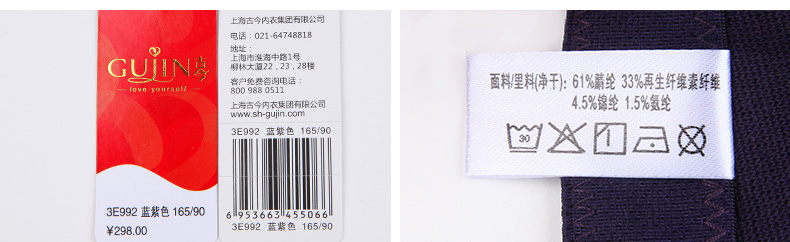 GUJIN古今
love yourself
3E992 蓝紫色 165/90
¥298.00
上海古今内衣集团有限公司
电话：021-64748818
地址：
上海市淮海中路1号
柳林大厦22，23，28楼
客户免费咨询电话：
800 988 0511
上海古今内衣集团有限公司
www.sh-gujin.com
3E992 蓝紫色 165/90
6 953663 455066
3E992 蓝紫色 165/90
面料/里料(净干): 61%腈纶 33%再生纤维素纤维
4.5%锦纶 1.5%氨纶
30